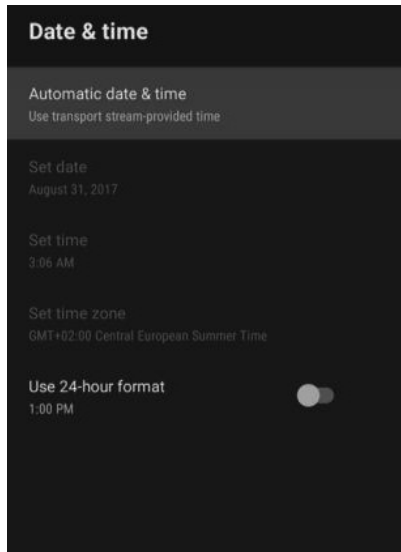 Date & time
Automatic date & time
Use transport stream-provided time
Set date
August 31, 2017
Set time
3:06 AM
Set time zone
GMT+02:00 Central European Summer Time
Use 24-hour format
1:00 PM